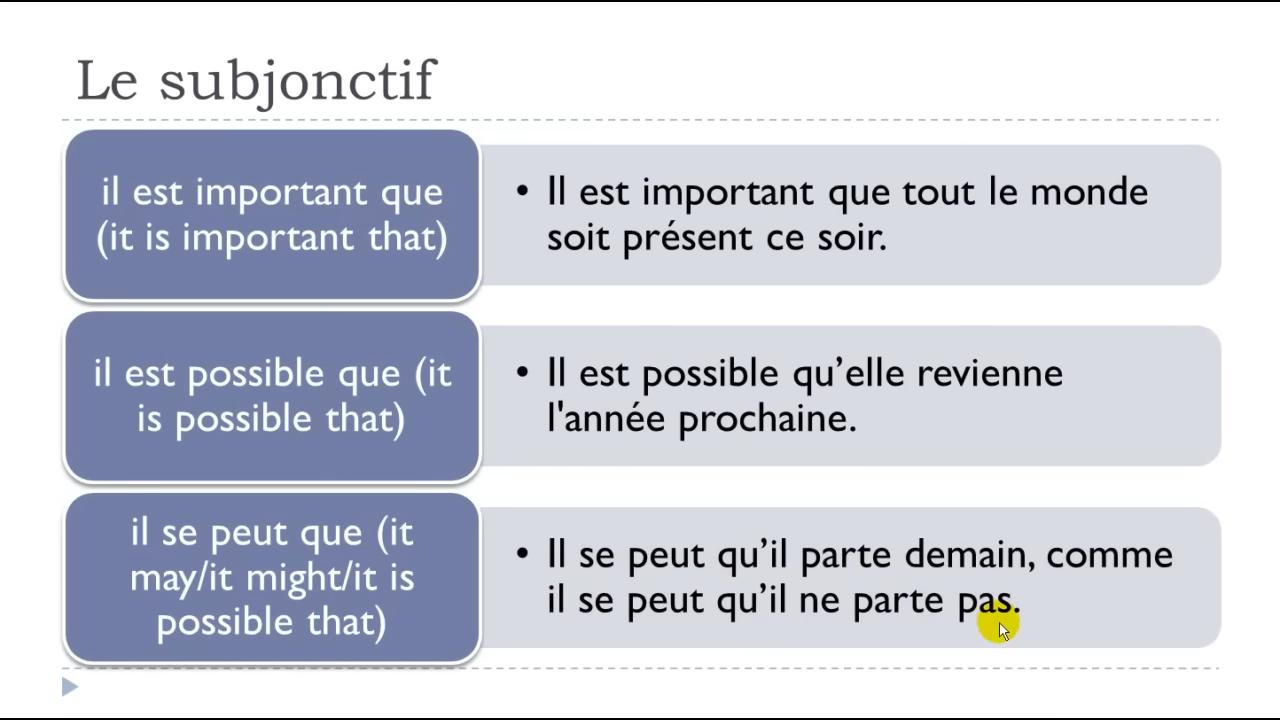 Le subjonctif
il est important que
(it is important that)
• Il est important que tout le monde
soit présent ce soir.
il est possible que (it
is possible that)
• Il est possible qu’elle revienne
l'année prochaine.
il se peut que (it
may/it might/it is
possible that)
• Il se peut qu’il parte demain, comme
il se peut qu’il ne parte pas.